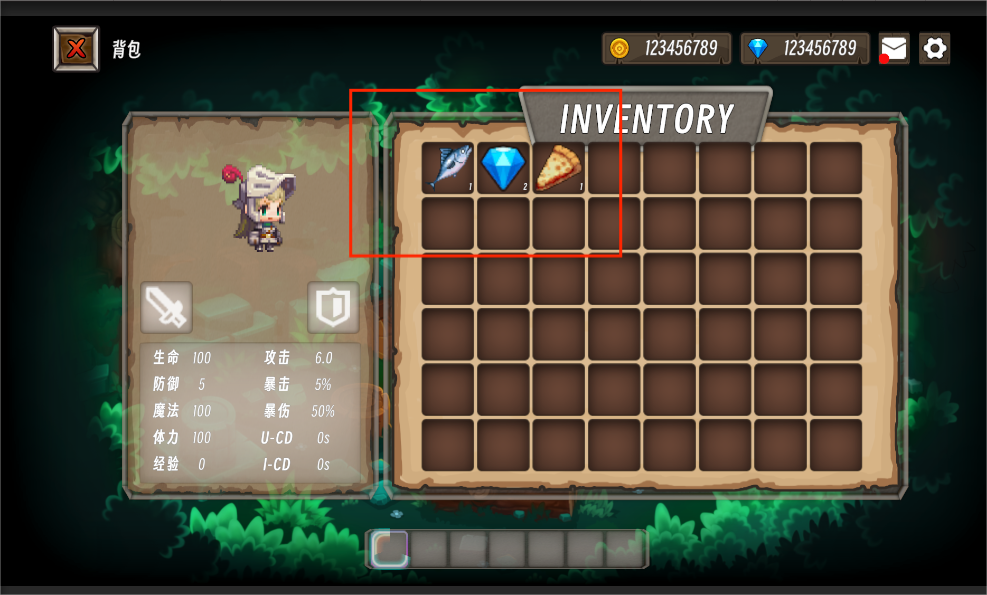 背包
123456789
123456789
INVENTORY
1
2
1
生命 100 攻击 6.0
防御 5 暴击 5%
魔法 100 暴伤 50%
体力 100 U-CD 0s
经验 0 I-CD 0s